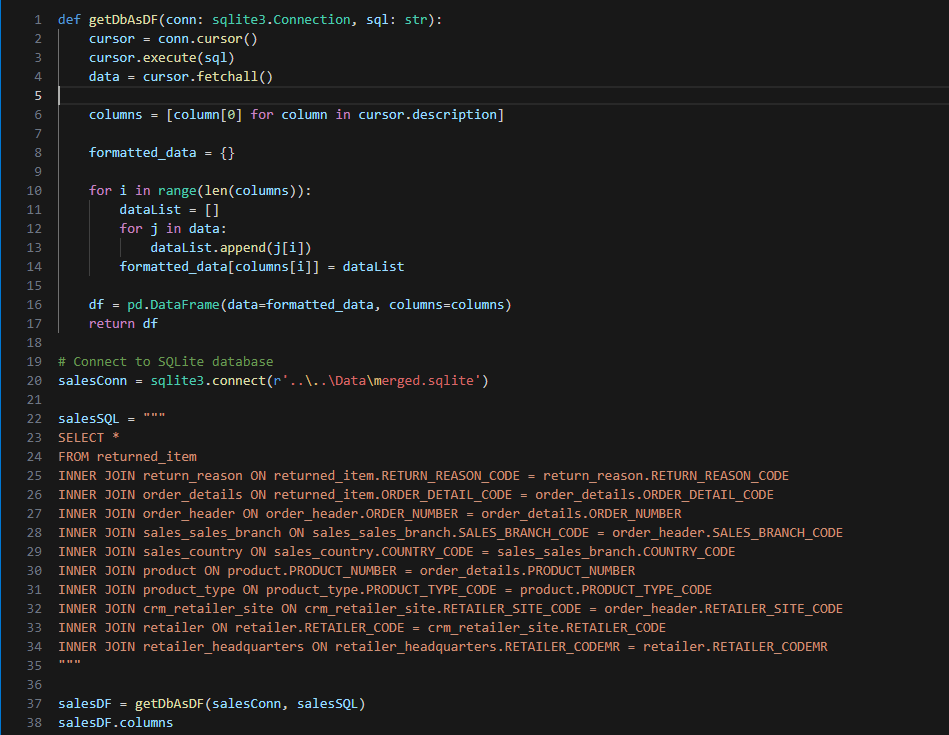 1 def getDbAsDF(conn: sqlite3.Connection, sql: str):
2     cursor = conn.cursor()
3     cursor.execute(sql)
4     data = cursor.fetchall()
5
6     columns = [column[0] for column in cursor.description]
7
8     formatted_data = {}
9
10     for i in range(len(columns)):
11         dataList = []
12         for j in data:
13             dataList.append(j[i])
14         formatted_data[columns[i]] = dataList
15
16     df = pd.DataFrame(data=formatted_data, columns=columns)
17     return df
18
19 # Connect to SQLite database
20 salesConn = sqlite3.connect(r'..\..\Data\merged.sqlite')
21
22 salesSQL = """
23 SELECT *
24 FROM returned_item
25 INNER JOIN return_reason ON returned_item.RETURN_REASON_CODE = return_reason.RETURN_REASON_CODE
26 INNER JOIN order_details ON returned_item.ORDER_DETAIL_CODE = order_details.ORDER_DETAIL_CODE
27 INNER JOIN order_header ON order_header.ORDER_NUMBER = order_details.ORDER_NUMBER
28 INNER JOIN sales_sales_branch ON sales_sales_branch.SALES_BRANCH_CODE = order_header.SALES_BRANCH_CODE
29 INNER JOIN sales_country ON sales_country.COUNTRY_CODE = sales_sales_branch.COUNTRY_CODE
30 INNER JOIN product ON product.PRODUCT_NUMBER = order_details.PRODUCT_NUMBER
31 INNER JOIN product_type ON product_type.PRODUCT_TYPE_CODE = product.PRODUCT_TYPE_CODE
32 INNER JOIN crm_retailer_site ON crm_retailer_site.RETAILER_SITE_CODE = order_header.RETAILER_SITE_CODE
33 INNER JOIN retailer ON retailer.RETAILER_CODE = crm_retailer_site.RETAILER_CODE
34 INNER JOIN retailer_headquarters ON retailer_headquarters.RETAILER_CODEMR = retailer.RETAILER_CODEMR
35 """
36
37 salesDF = getDbAsDF(salesConn, salesSQL)
38 salesDF.columns